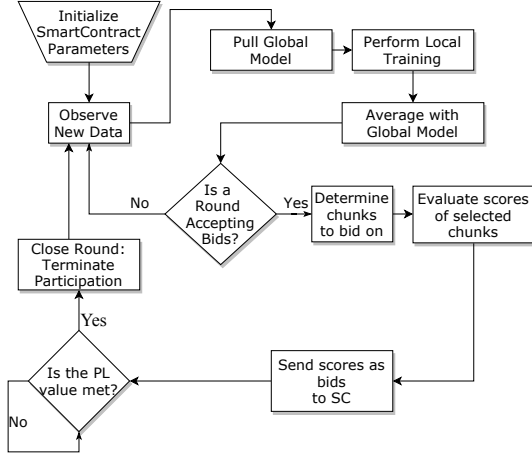 Initialize
SmartContract
Parameters
Pull Global
Model
Perform Local
Training
Observe
New Data
Average with
Global Model
No
Is a
Round
Accepting
Bids?
Yes
Determine
chunks
to bid on
Evaluate scores
of selected
chunks
Close Round:
Terminate
Participation
Yes
Is the PL
value met?
No
Send scores as
bids
to SC